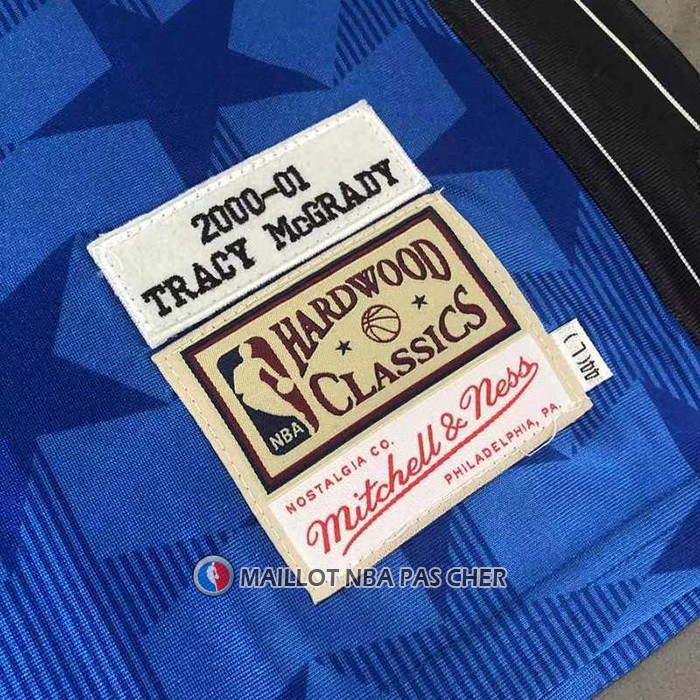 2000-01
TRACY McGRADY
HARDWOOD
CLASSICS
NBA
NOSTALGIA CO.
Mitchell & Ness
PHILADELPHIA, PA.
44(L)
MAILLOT NBA PAS CHER